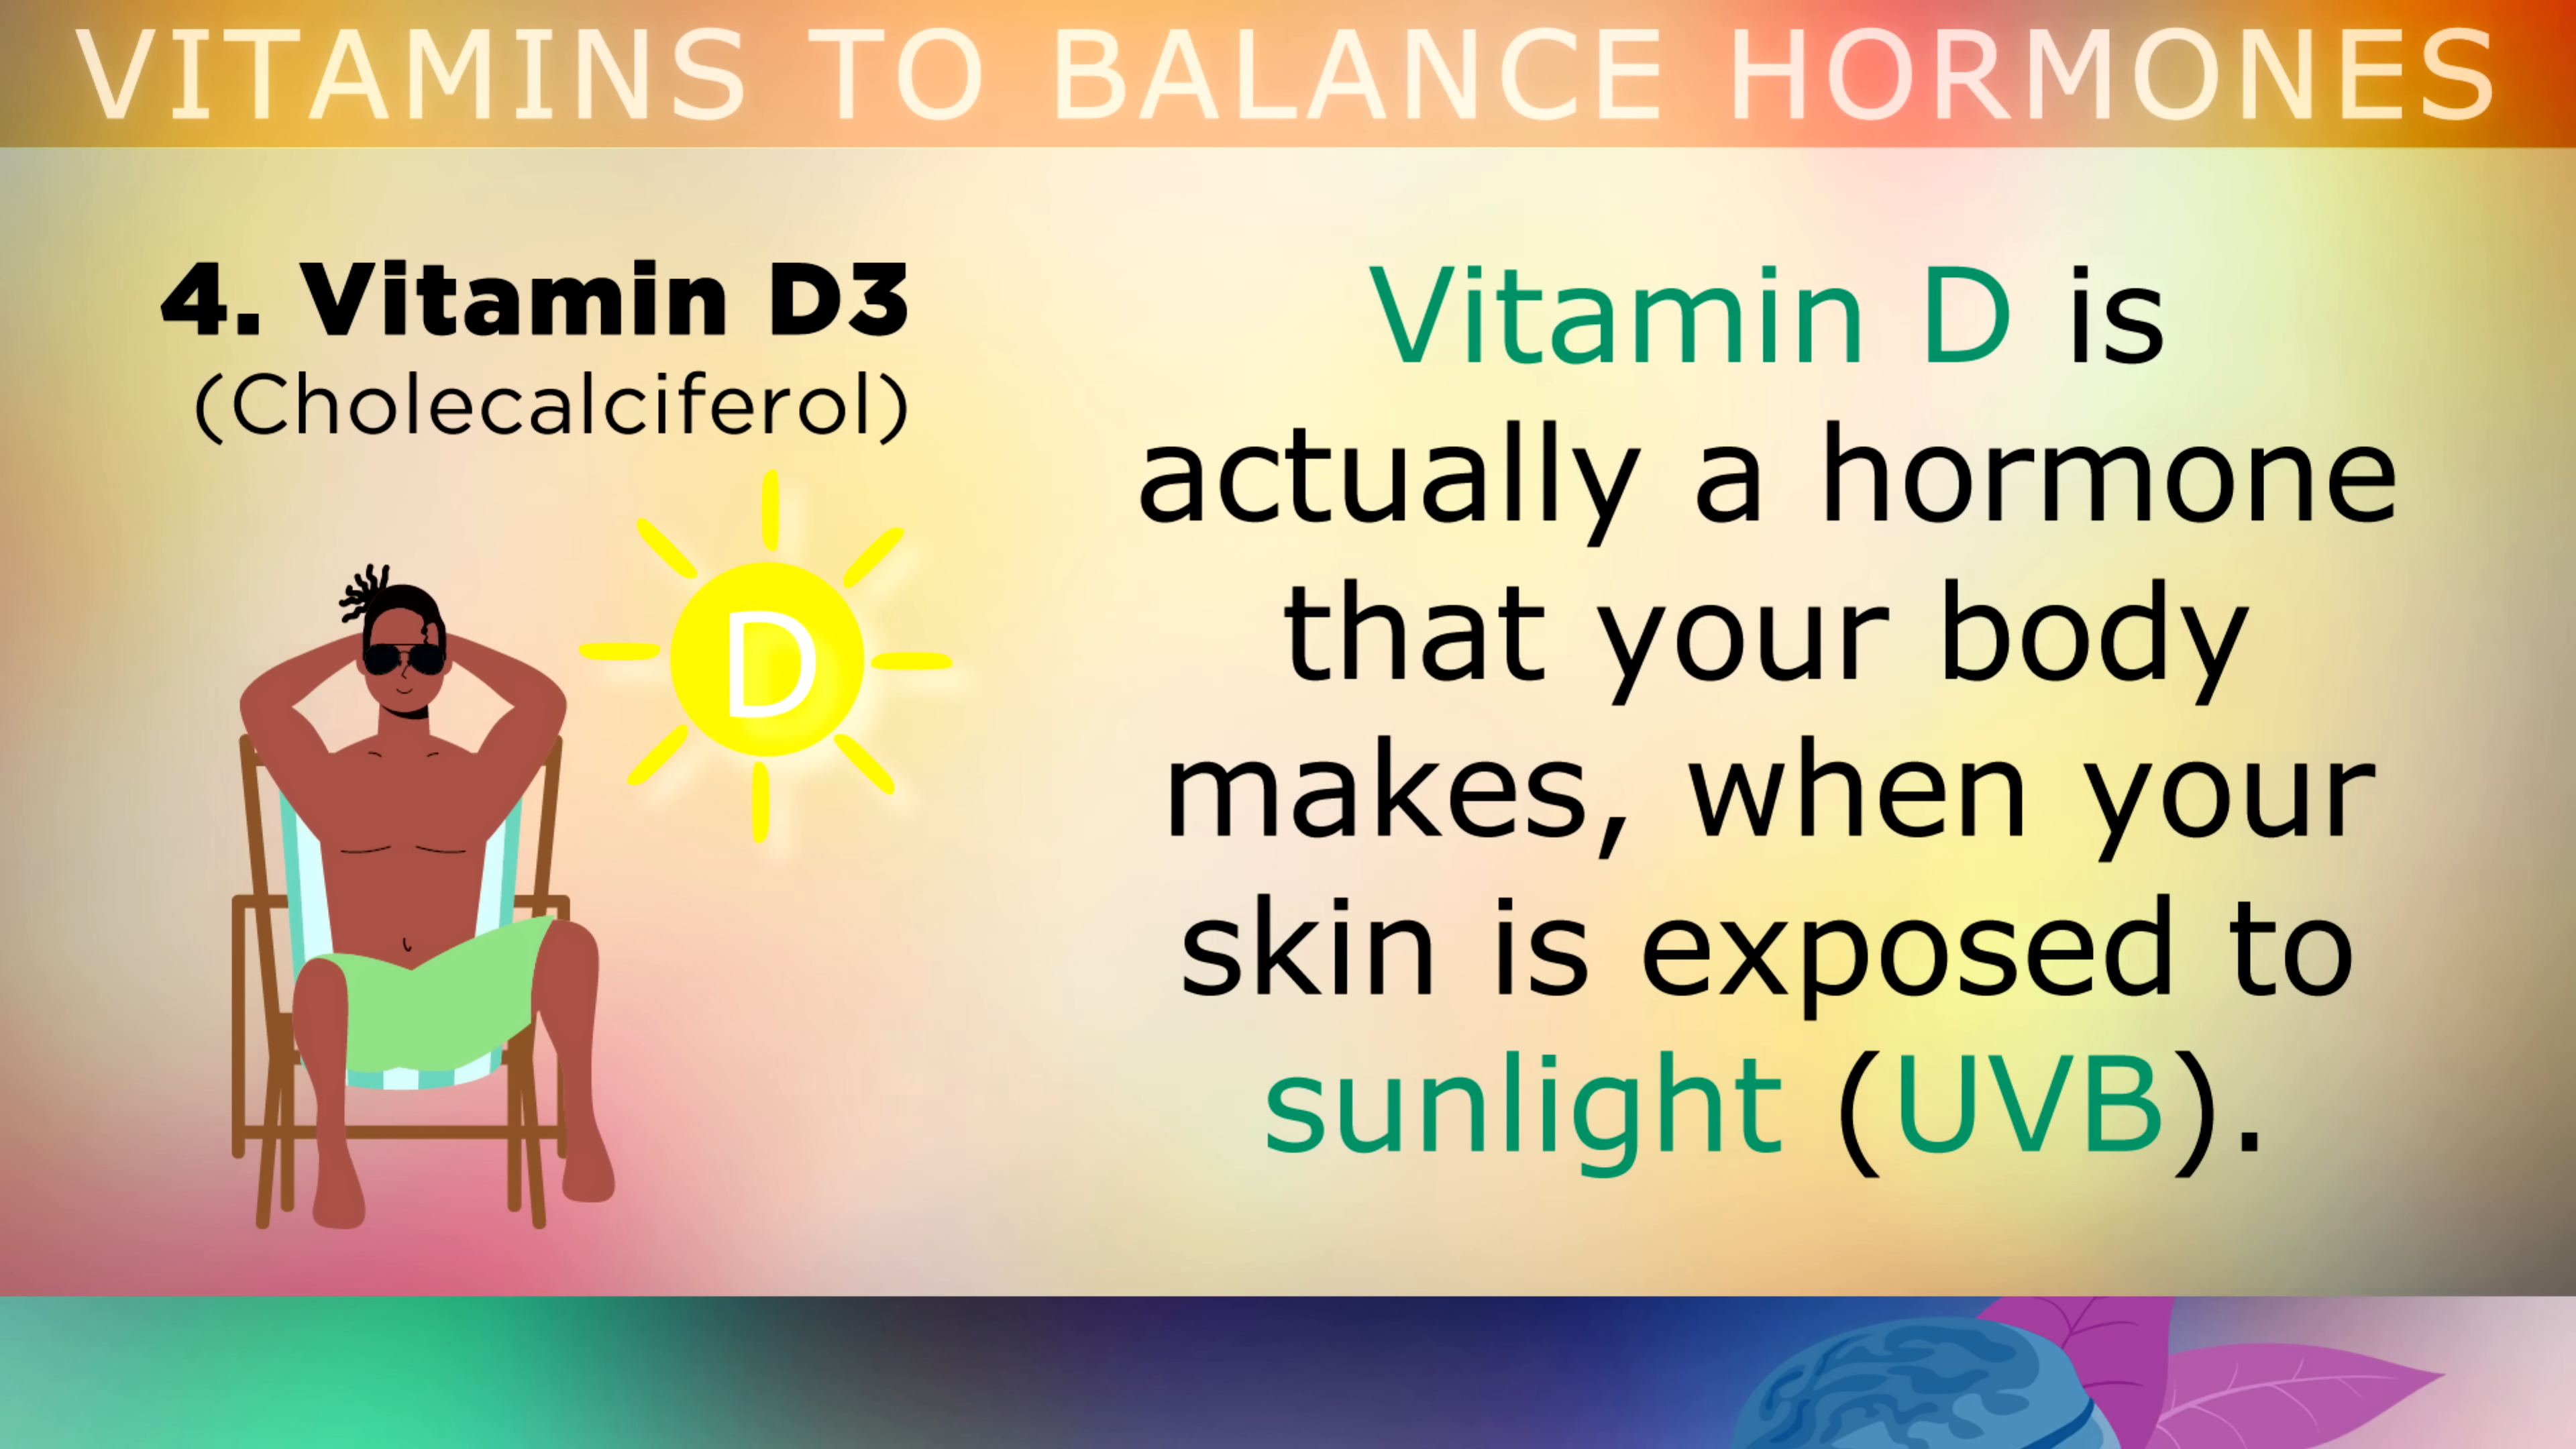 VITAMINS TO BALANCE HORMONES
4. Vitamin D3
(Cholecalciferol)
D
Vitamin D is
actually a hormone
that your body
makes, when your
skin is exposed to
sunlight (UVB).